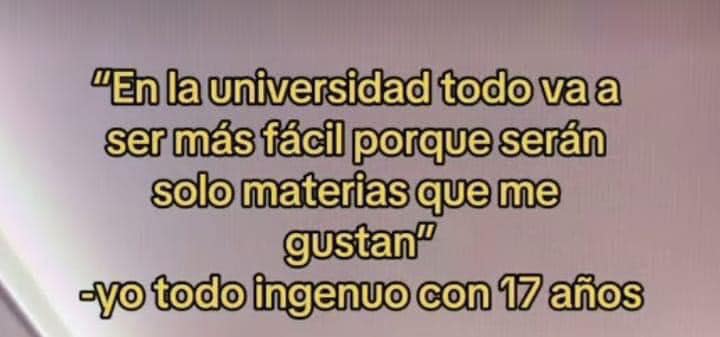 “En la universidad todo va a
ser más fácil porque serán
solo materias que me
gustan”
-yo todo ingenuo con 17 años